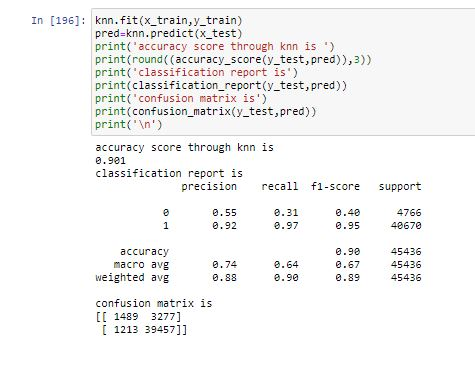 In [196]: knn.fit(x_train,y_train)
pred=knn.predict(x_test)
print('accuracy score through knn is ')
print(round((accuracy_score(y_test,pred)),3))
print('classification report is')
print(classification_report(y_test,pred))
print('confusion matrix is')
print(confusion_matrix(y_test,pred))
print('\n')
accuracy score through knn is
0.901
classification report is
precision recall f1-score support
0 0.55 0.31 0.40 4766
1 0.92 0.97 0.95 40670
accuracy 0.90 45436
macro avg 0.74 0.64 0.67 45436
weighted avg 0.88 0.90 0.89 45436
confusion matrix is
[[ 1489 3277]
[ 1213 39457]]